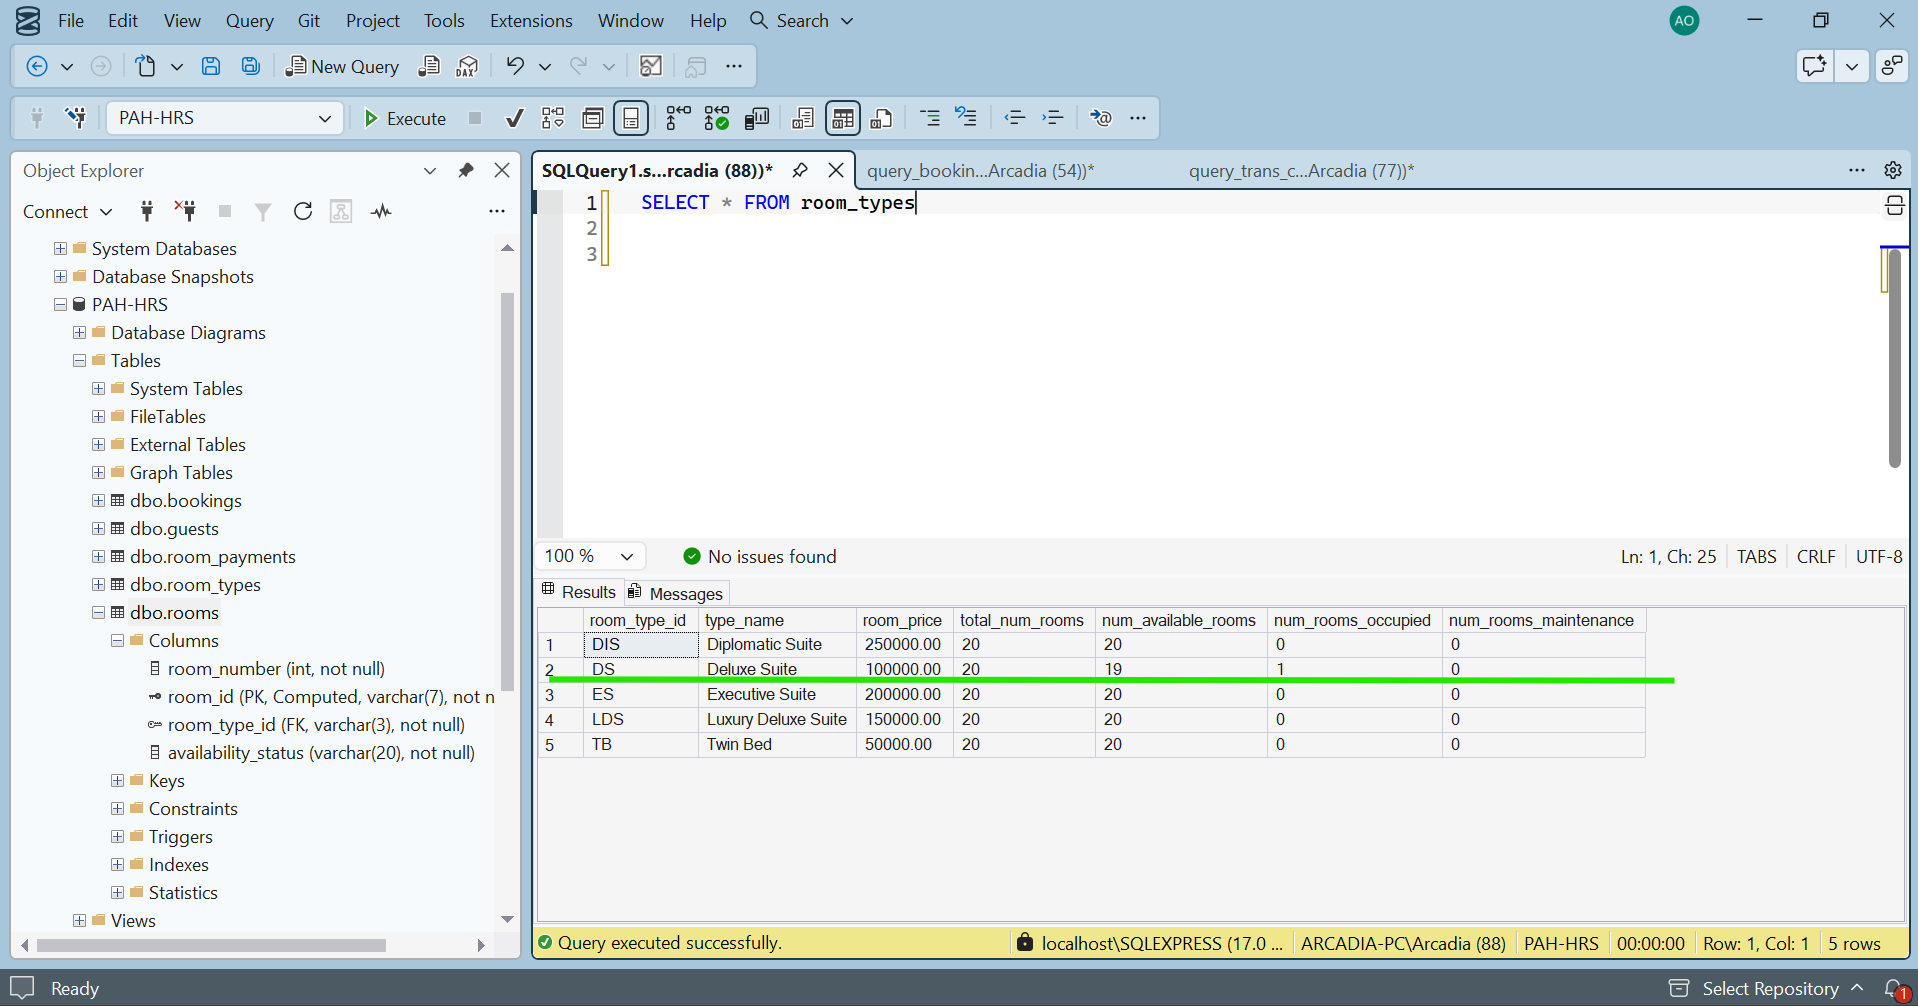 File Edit View Query Git Project Tools Extensions Window Help Search AO
New Query DAX
PAH-HRS Execute
Object Explorer
Connect
System Databases
Database Snapshots
PAH-HRS
Database Diagrams
Tables
System Tables
FileTables
External Tables
Graph Tables
dbo.bookings
dbo.guests
dbo.room_payments
dbo.room_types
dbo.rooms
Columns
room_number (int, not null)
room_id (PK, Computed, varchar(7), not n
room_type_id (FK, varchar(3), not null)
availability_status (varchar(20), not null)
Keys
Constraints
Triggers
Indexes
Statistics
Views
SQLQuery1.s...rcadia (88))* query_bookin...Arcadia (54))* query_trans_c...Arcadia (77))*
1 SELECT * FROM room_types
2
3
100 % No issues found Ln: 1, Ch: 25 TABS CRLF UTF-8
Results Messages
room_type_id type_name room_price total_num_rooms num_available_rooms num_rooms_occupied num_rooms_maintenance
1 DIS Diplomatic Suite 250000.00 20 20 0 0
2 DS Deluxe Suite 100000.00 20 19 1 0
3 ES Executive Suite 200000.00 20 20 0 0
4 LDS Luxury Deluxe Suite 150000.00 20 20 0 0
5 TB Twin Bed 50000.00 20 20 0 0
Query executed successfully. localhost\SQLEXPRESS (17.0 ... ARCADIA-PC\Arcadia (88) PAH-HRS 00:00:00 Row: 1, Col: 1 5 rows
Ready Select Repository 1